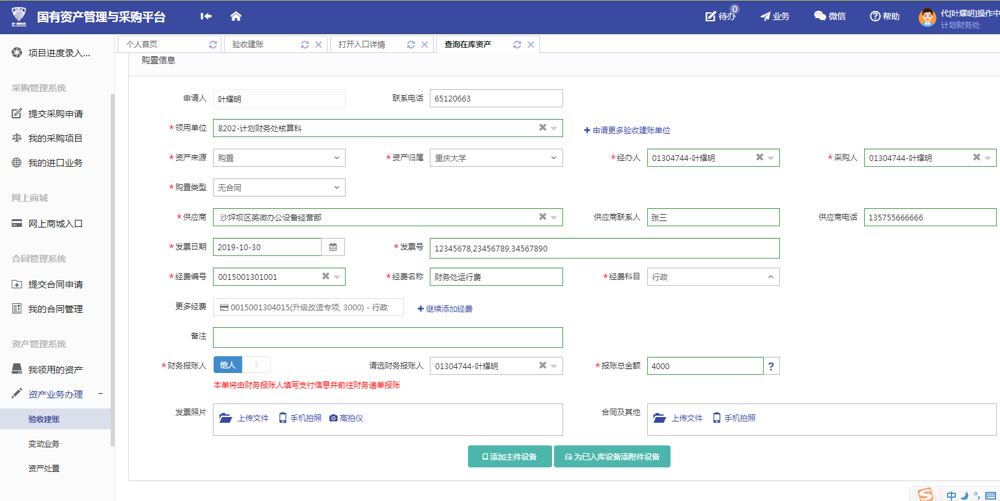 国有资产管理与采购平台
待办 0 业务 微信 帮助 代[叶耀明]操作中
计划财务处
项目进度录入...
采购管理系统
提交采购申请
我的采购项目
我的进口业务
网上商城
网上商城入口
合同管理系统
提交合同申请
我的合同管理
资产管理系统
我领用的资产
资产业务办理 −
验收建账
变动业务
资产处置
个人首页 验收建账 打开入口详情 查询在库资产
购置信息
申请人 叶耀明 联系电话 65120663
*领用单位 8202-计划财务处核算科 申请更多验收建账单位
*资产来源 购置 *资产归属 重庆大学 *经办人 01304744-叶耀明 *采购人 01304744-叶耀明
*购置类型 无合同
*供应商 沙坪坝区英微办公设备经营部 供应商联系人 张三 供应商电话 135755666666
*发票日期 2019-10-30 *发票号 12345678,23456789,34567890
*经费编号 0015001301001 *经费名称 财务处运行费 *经费科目 行政
更多经费 0015001304015(升级改造专项, 3000) - 行政 继续添加经费
备注
*财务报账人 他人 请选财务报账人 01304744-叶耀明 *报账总金额 4000 ?
本单将由财务报账人填写支付信息并前往财务递单报账
发票照片 上传文件 手机拍照 高拍仪 合同及其他 上传文件 手机拍照
添加主件设备 为已入库设备添附件设备
S 中